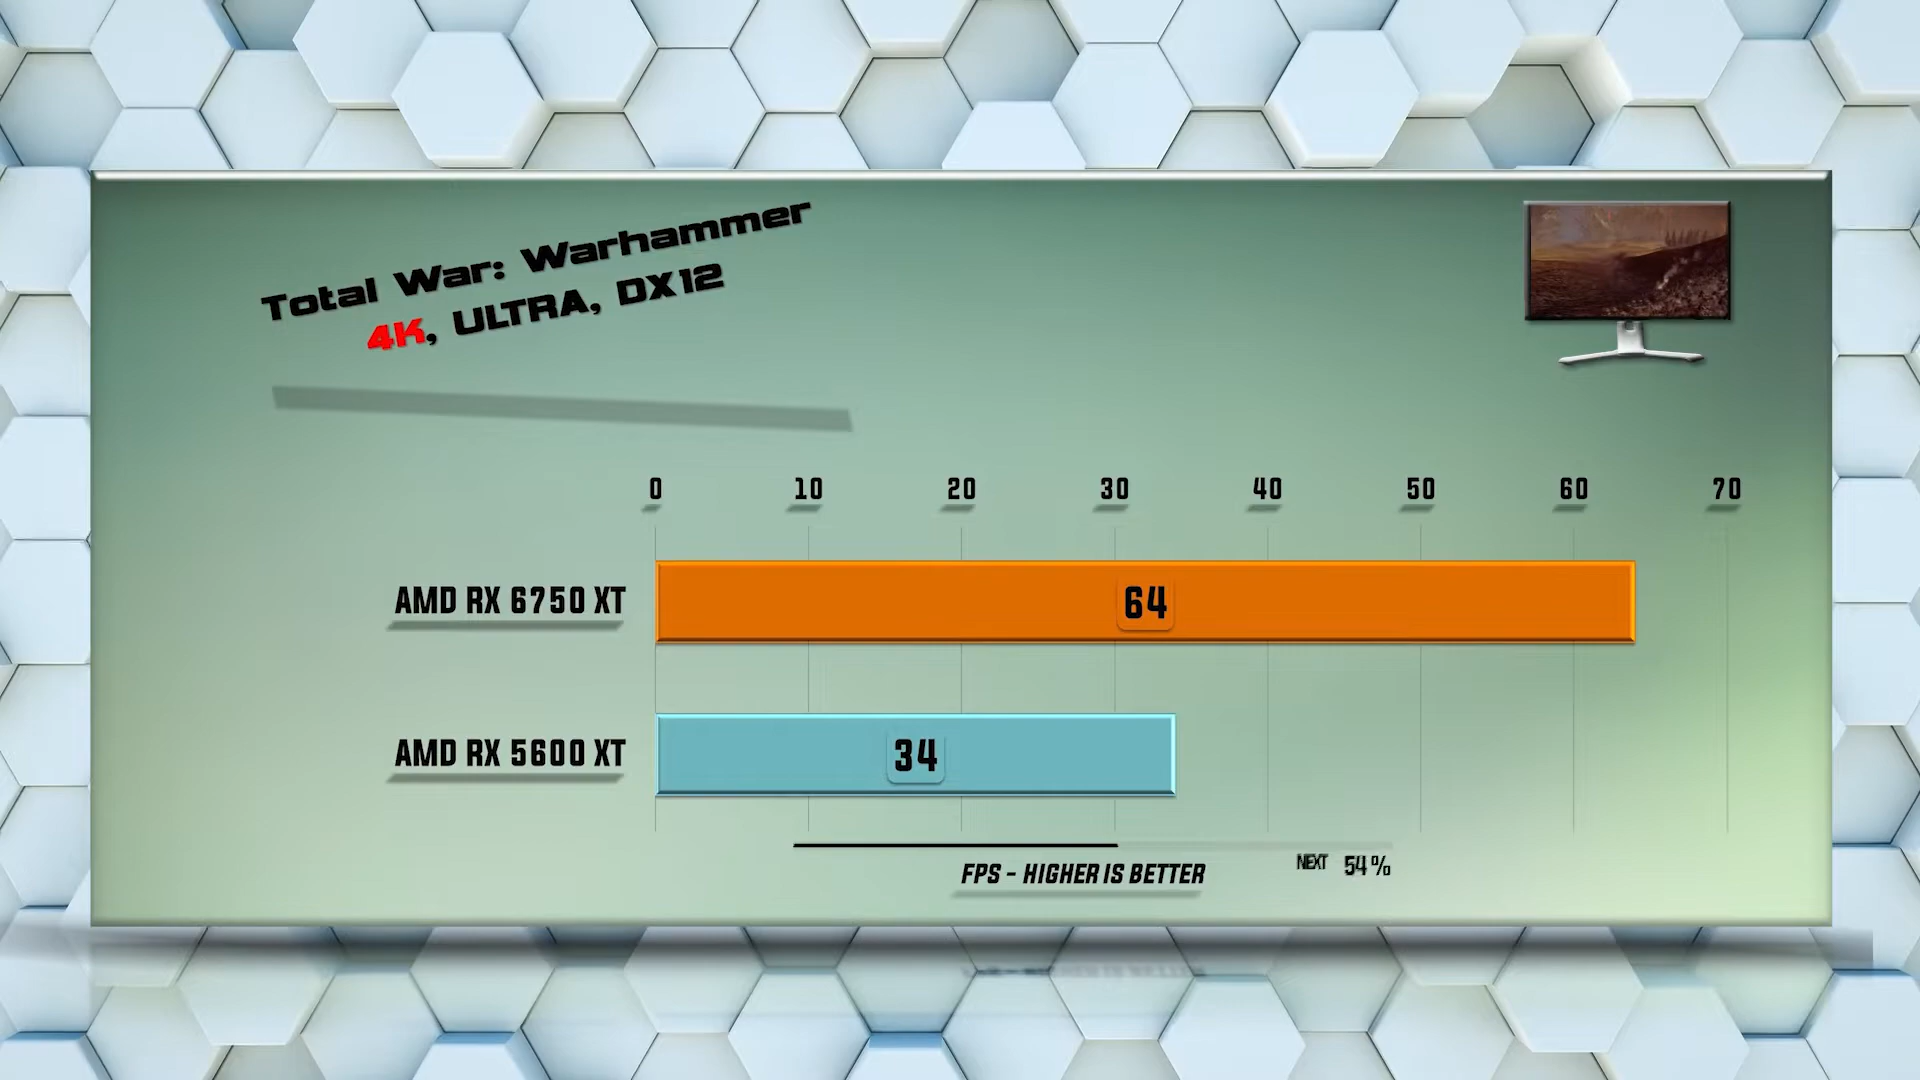 Total War: Warhammer
4K, ULTRA, DX12
0 10 20 30 40 50 60 70
AMD RX 6750 XT
64
AMD RX 5600 XT
34
FPS - HIGHER IS BETTER
NEXT 54%